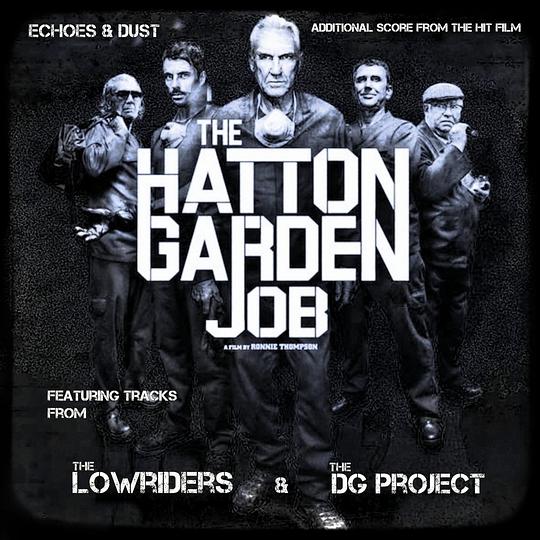 ECHOES & DUST
ADDITIONAL SCORE FROM THE HIT FILM
THE
HATTON
GARDEN
JOB
A FILM BY RONNIE THOMPSON
FEATURING TRACKS
FROM
THE
LOWRIDERS
&
THE
DG PROJECT